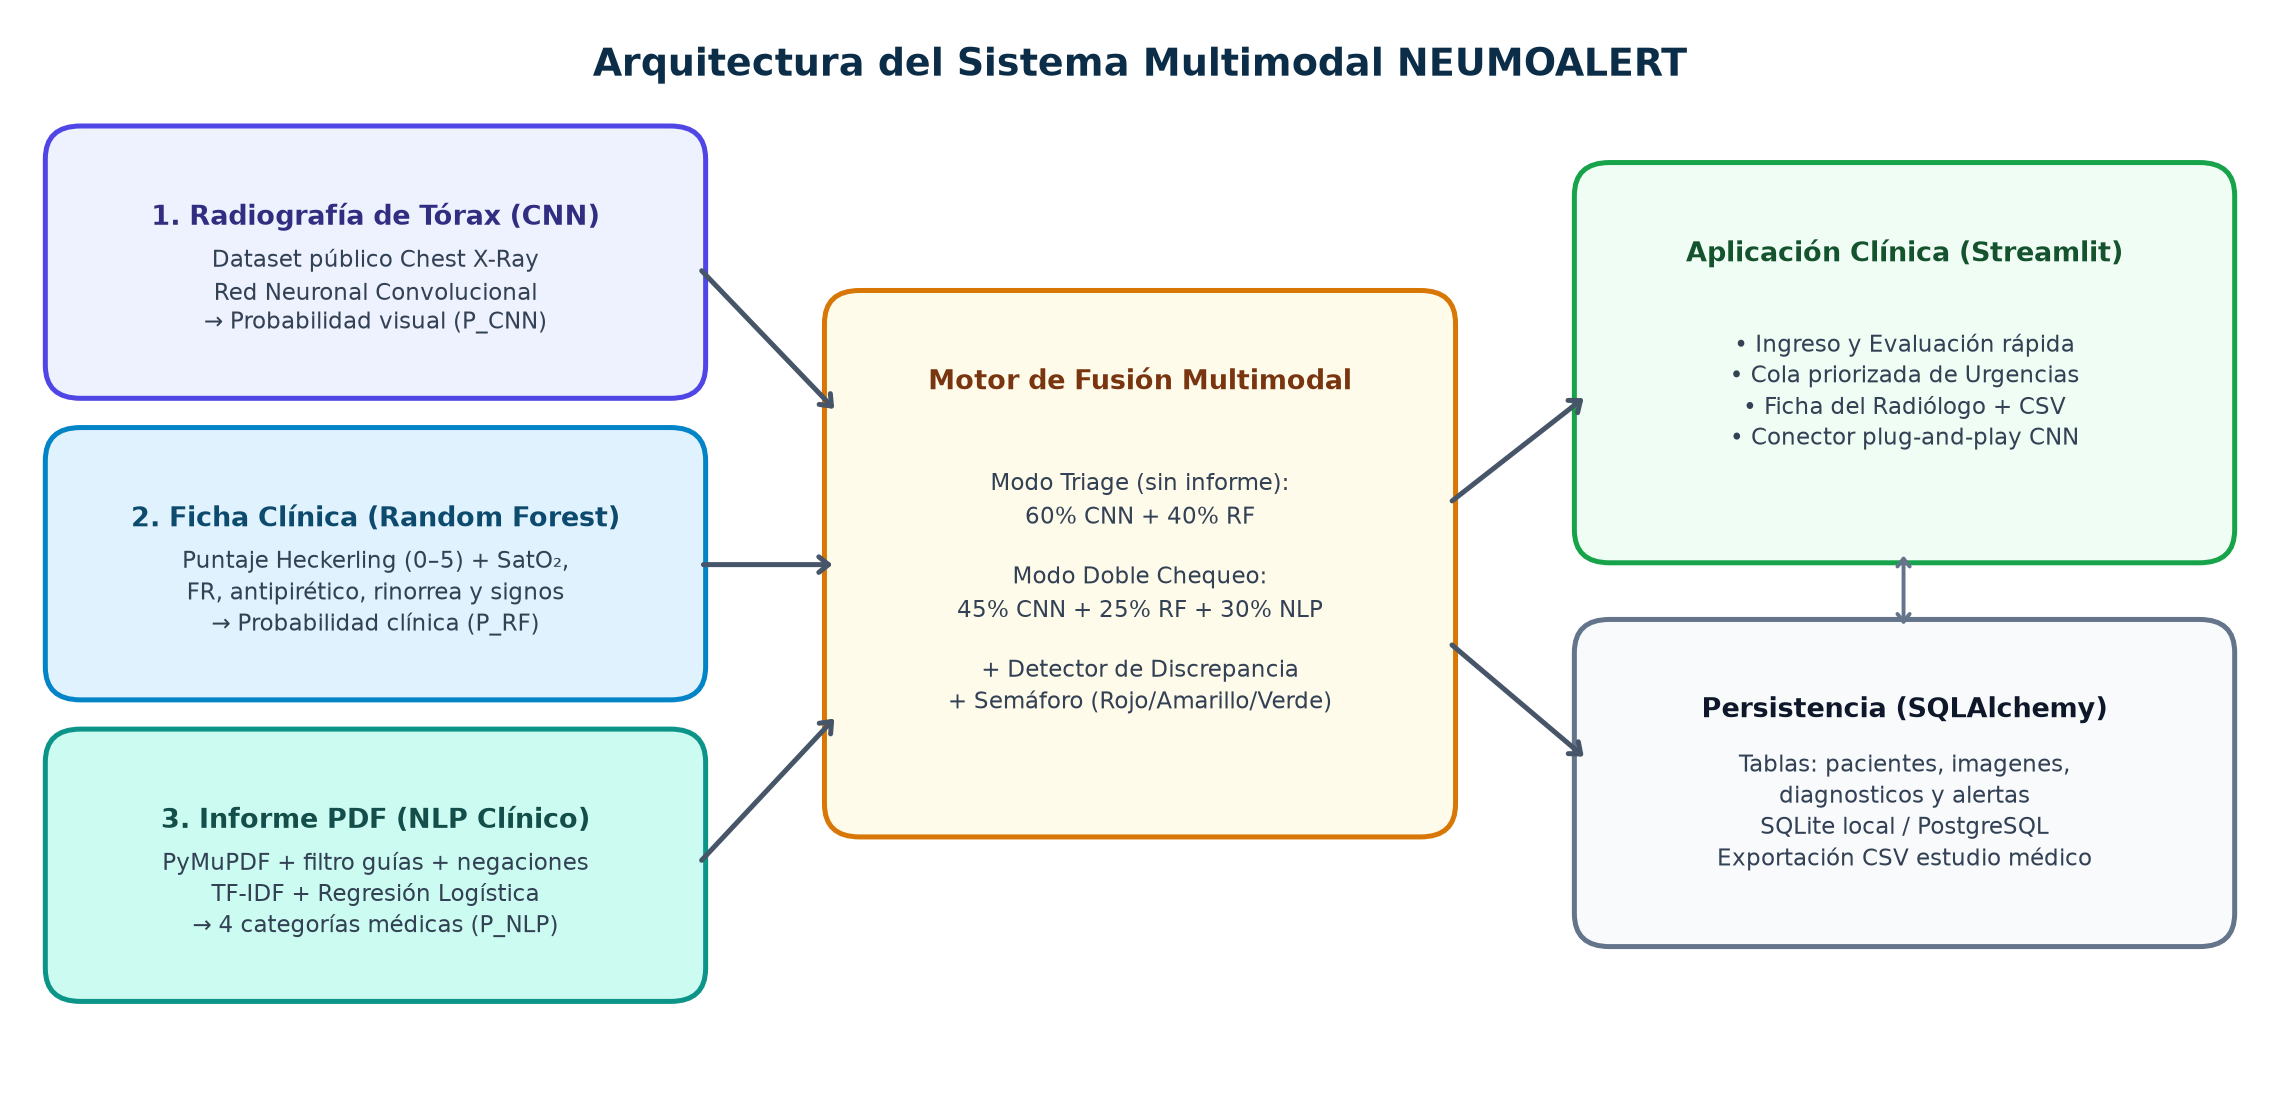 Arquitectura del Sistema Multimodal NEUMOALERT
1. Radiografía de Tórax (CNN)
Dataset público Chest X-Ray
Red Neuronal Convolucional
→ Probabilidad visual (P_CNN)
2. Ficha Clínica (Random Forest)
Puntaje Heckerling (0–5) + SatO₂,
FR, antipirético, rinorrea y signos
→ Probabilidad clínica (P_RF)
3. Informe PDF (NLP Clínico)
PyMuPDF + filtro guías + negaciones
TF-IDF + Regresión Logística
→ 4 categorías médicas (P_NLP)
Motor de Fusión Multimodal
Modo Triage (sin informe):
60% CNN + 40% RF
Modo Doble Chequeo:
45% CNN + 25% RF + 30% NLP
+ Detector de Discrepancia
+ Semáforo (Rojo/Amarillo/Verde)
Aplicación Clínica (Streamlit)
• Ingreso y Evaluación rápida
• Cola priorizada de Urgencias
• Ficha del Radiólogo + CSV
• Conector plug-and-play CNN
Persistencia (SQLAlchemy)
Tablas: pacientes, imagenes,
diagnosticos y alertas
SQLite local / PostgreSQL
Exportación CSV estudio médico